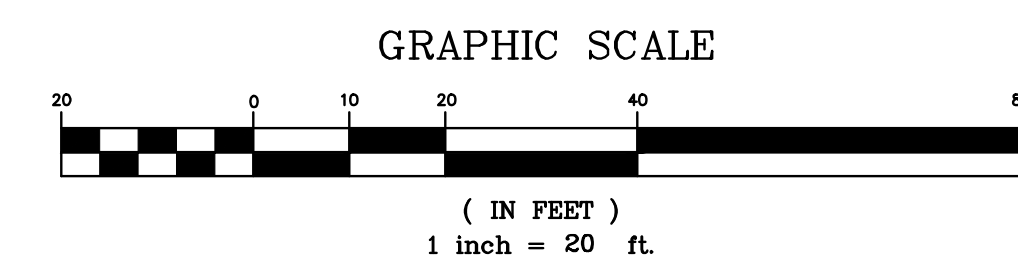 GRAPHIC SCALE
20 0 10 20 40
( IN FEET )
1 inch = 20 ft.